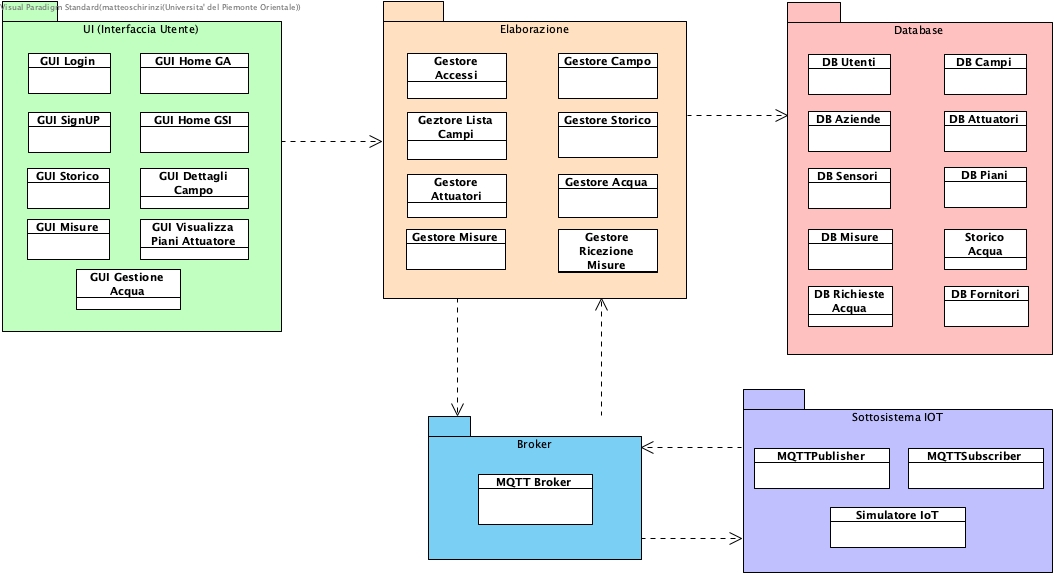 Visual Paradigm Standard(matteoschirinzi(Universita' del Piemonte Orientale))
UI (Interfaccia Utente)
GUI Login
GUI Home GA
GUI SignUP
GUI Home GSI
GUI Storico
GUI Dettagli
Campo
GUI Misure
GUI Visualizza
Piani Attuatore
GUI Gestione
Acqua
Elaborazione
Gestore
Accessi
Gestore Campo
Geztore Lista
Campi
Gestore Storico
Gestore
Attuatori
Gestore Acqua
Gestore Misure
Gestore
Ricezione
Misure
Database
DB Utenti
DB Campi
DB Aziende
DB Attuatori
DB Sensori
DB Piani
DB Misure
Storico
Acqua
DB Richieste
Acqua
DB Fornitori
Broker
MQTT Broker
Sottosistema IOT
MQTTPublisher
MQTTSubscriber
Simulatore IoT